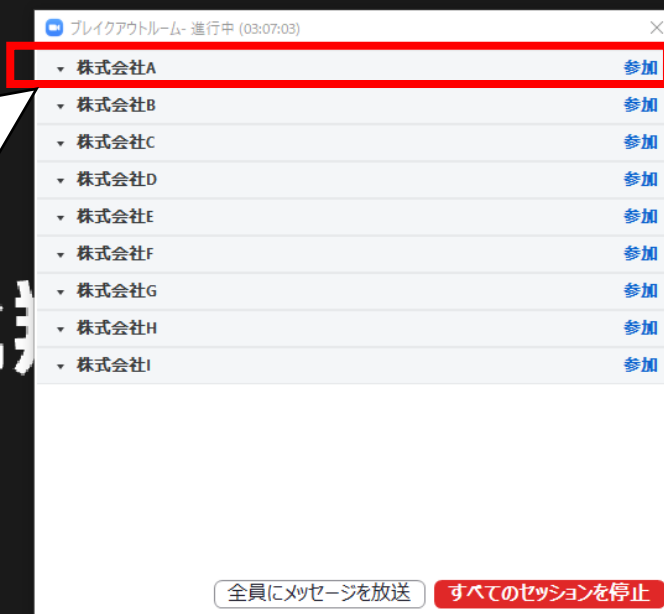 ブレイクアウトルーム- 進行中 (03:07:03)
株式会社A 参加
株式会社B 参加
株式会社C 参加
株式会社D 参加
株式会社E 参加
株式会社F 参加
株式会社G 参加
株式会社H 参加
株式会社I 参加
全員にメッセージを放送 すべてのセッションを停止